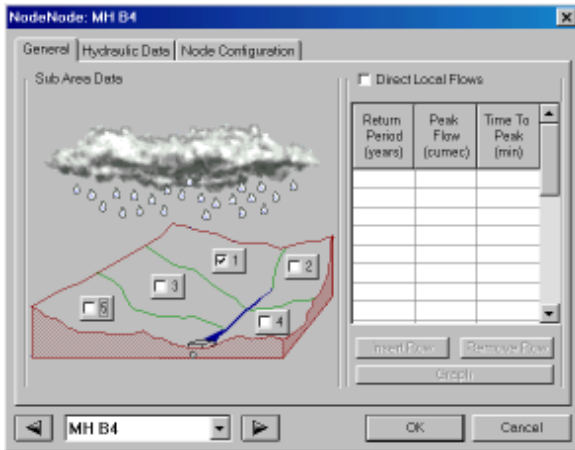 NodeNode: MH B4
General
Hydraulic Data
Node Configuration
Sub Area Data
1
2
3
4
5
Direct Local Flows
Return Period (years)
Peak Flow (cumec)
Time To Peak (min)
Insert Row
Remove Row
Graph
MH B4
OK
Cancel